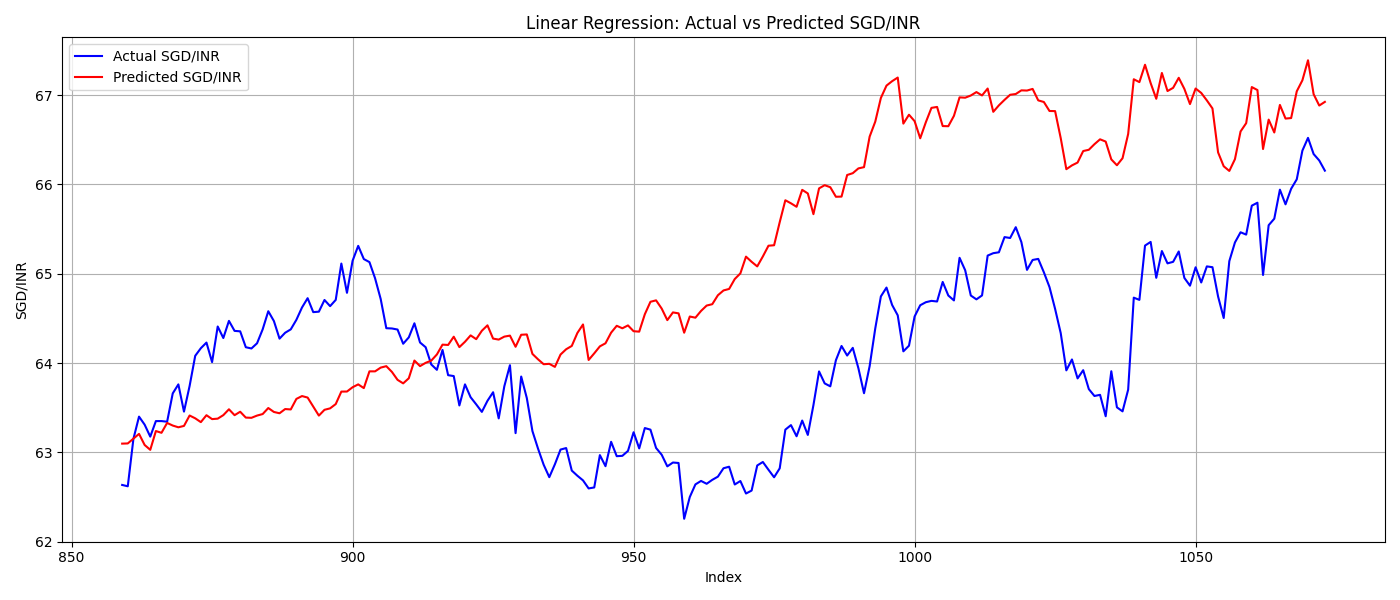 Linear Regression: Actual vs Predicted SGD/INR
Actual SGD/INR
Predicted SGD/INR
SGD/INR
67
66
65
64
63
62
850
900
950
1000
1050
Index